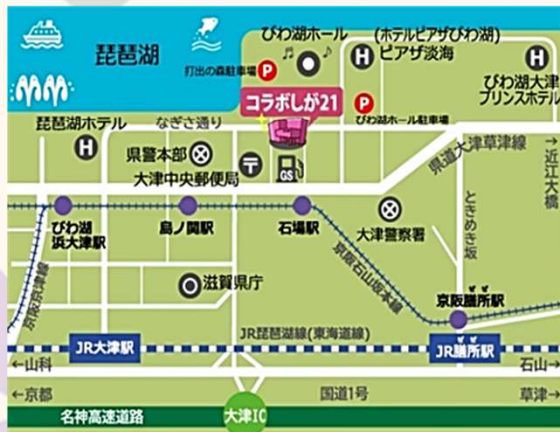 びわ湖ホール
(ホテルピアザびわ湖)
ピアザ淡海
琵琶湖
打出の森駐車場
P
H
H
びわ湖大津
プリンスホテル
コラボしが21
P
びわ湖ホール駐車場
琵琶湖ホテル
なぎさ通り
H
県警本部
GS
大津中央郵便局
県道大津草津線
→近江大橋
びわ湖
浜大津駅
島ノ関駅
石場駅
大津警察署
ときめき坂
京阪京津線
滋賀県庁
京阪石山坂本線
京阪膳所駅
ぜぜ
JR琵琶湖線(東海道線)
JR大津駅
JR膳所駅
ぜぜ
←山科
石山→
←京都
国道1号
草津→
名神高速道路
大津IC